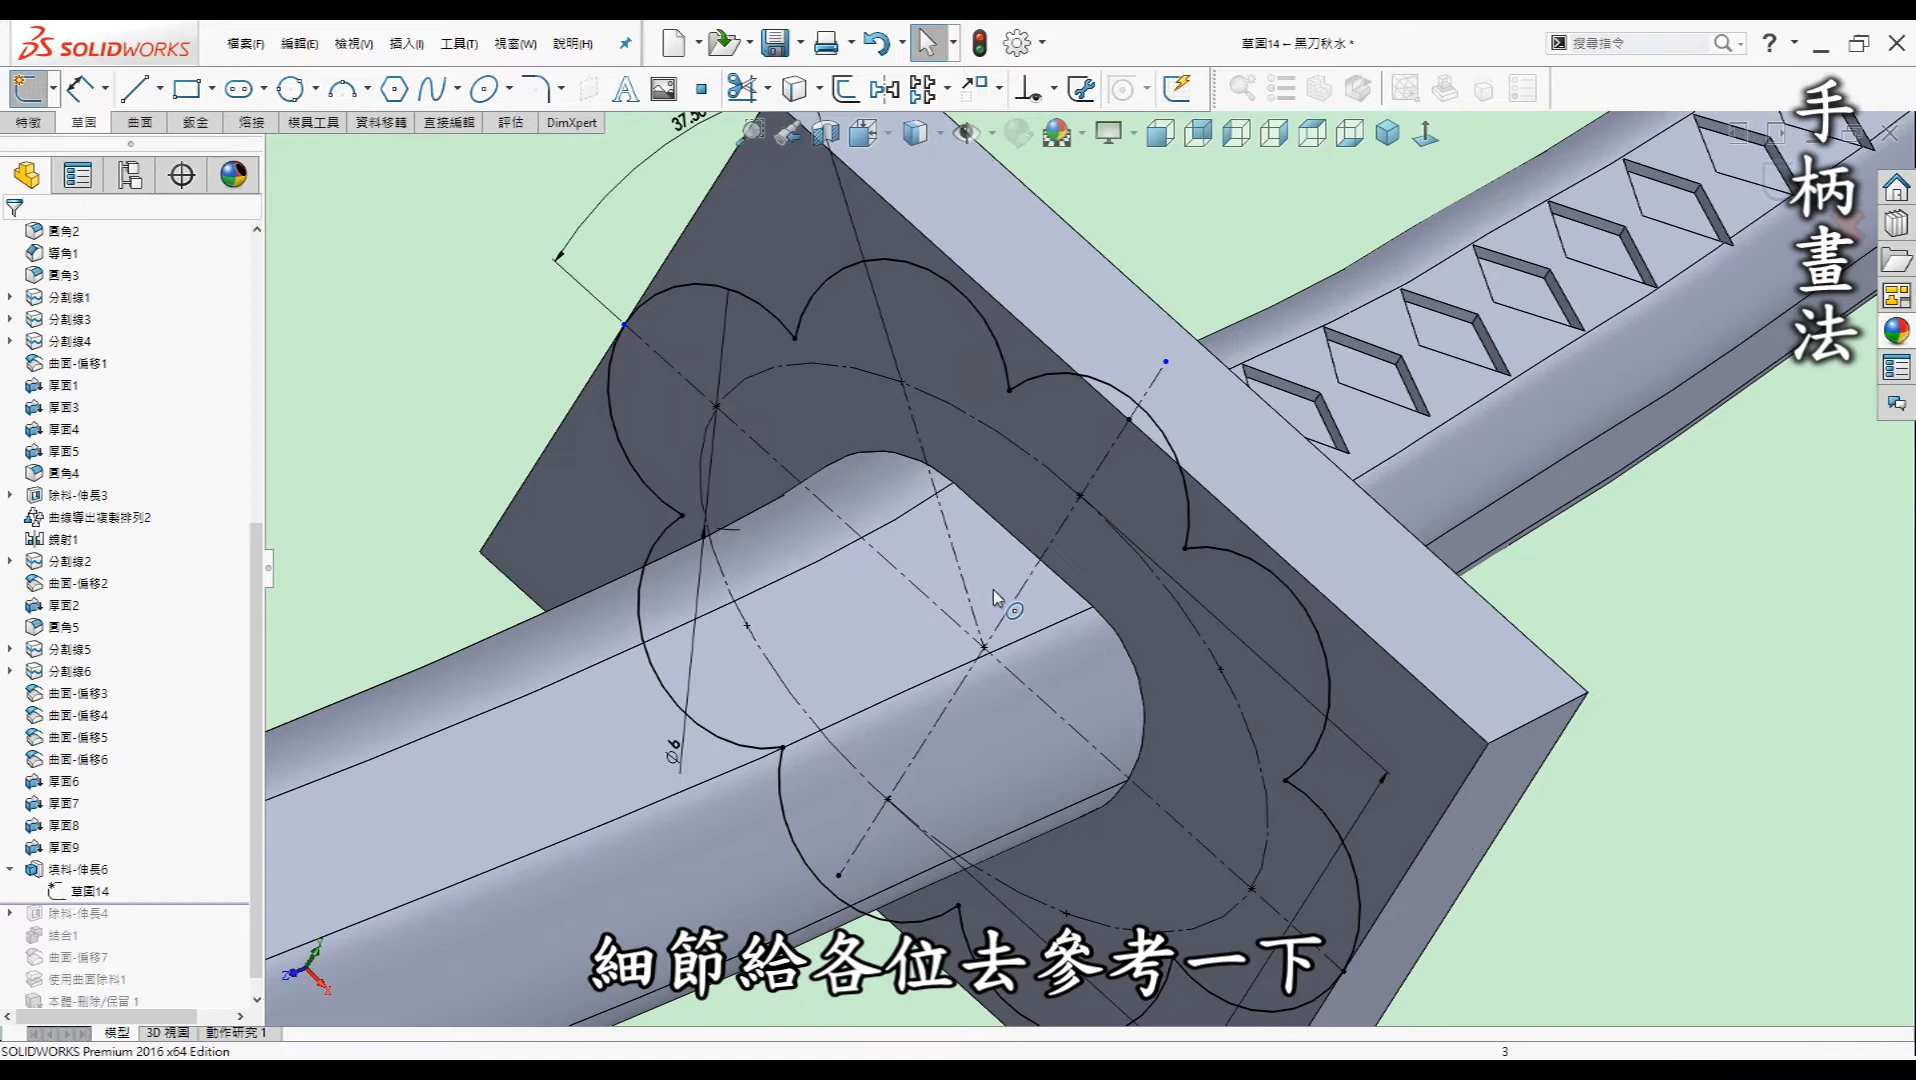 SOLIDWORKS
檔案(F) 編輯(E) 檢視(V) 插入(I) 工具(T) 視窗(W) 說明(H)
草圖14 – 黑刀秋水 *
搜尋指令
特徵 草圖 曲面 鈑金 熔接 模具工具 資料移轉 直接編輯 評估 DimXpert
手柄畫法
圓角2
導角1
圓角3
分割線1
分割線3
分割線4
曲面-偏移1
厚面1
厚面3
厚面4
厚面5
圓角4
除料-伸長3
曲線導出複製排列2
鏡射1
分割線2
曲面-偏移2
厚面2
圓角5
分割線5
分割線6
曲面-偏移3
曲面-偏移4
曲面-偏移5
曲面-偏移6
厚面6
厚面7
厚面8
厚面9
填料-伸長6
草圖14
除料-伸長4
結合1
曲面-偏移7
使用曲面除料1
本體-刪除/保留 1
37.50
∅6
Y
Z
X
細節給各位去參考一下
模型 3D 視圖 動作研究 1
SOLIDWORKS Premium 2016 x64 Edition
3